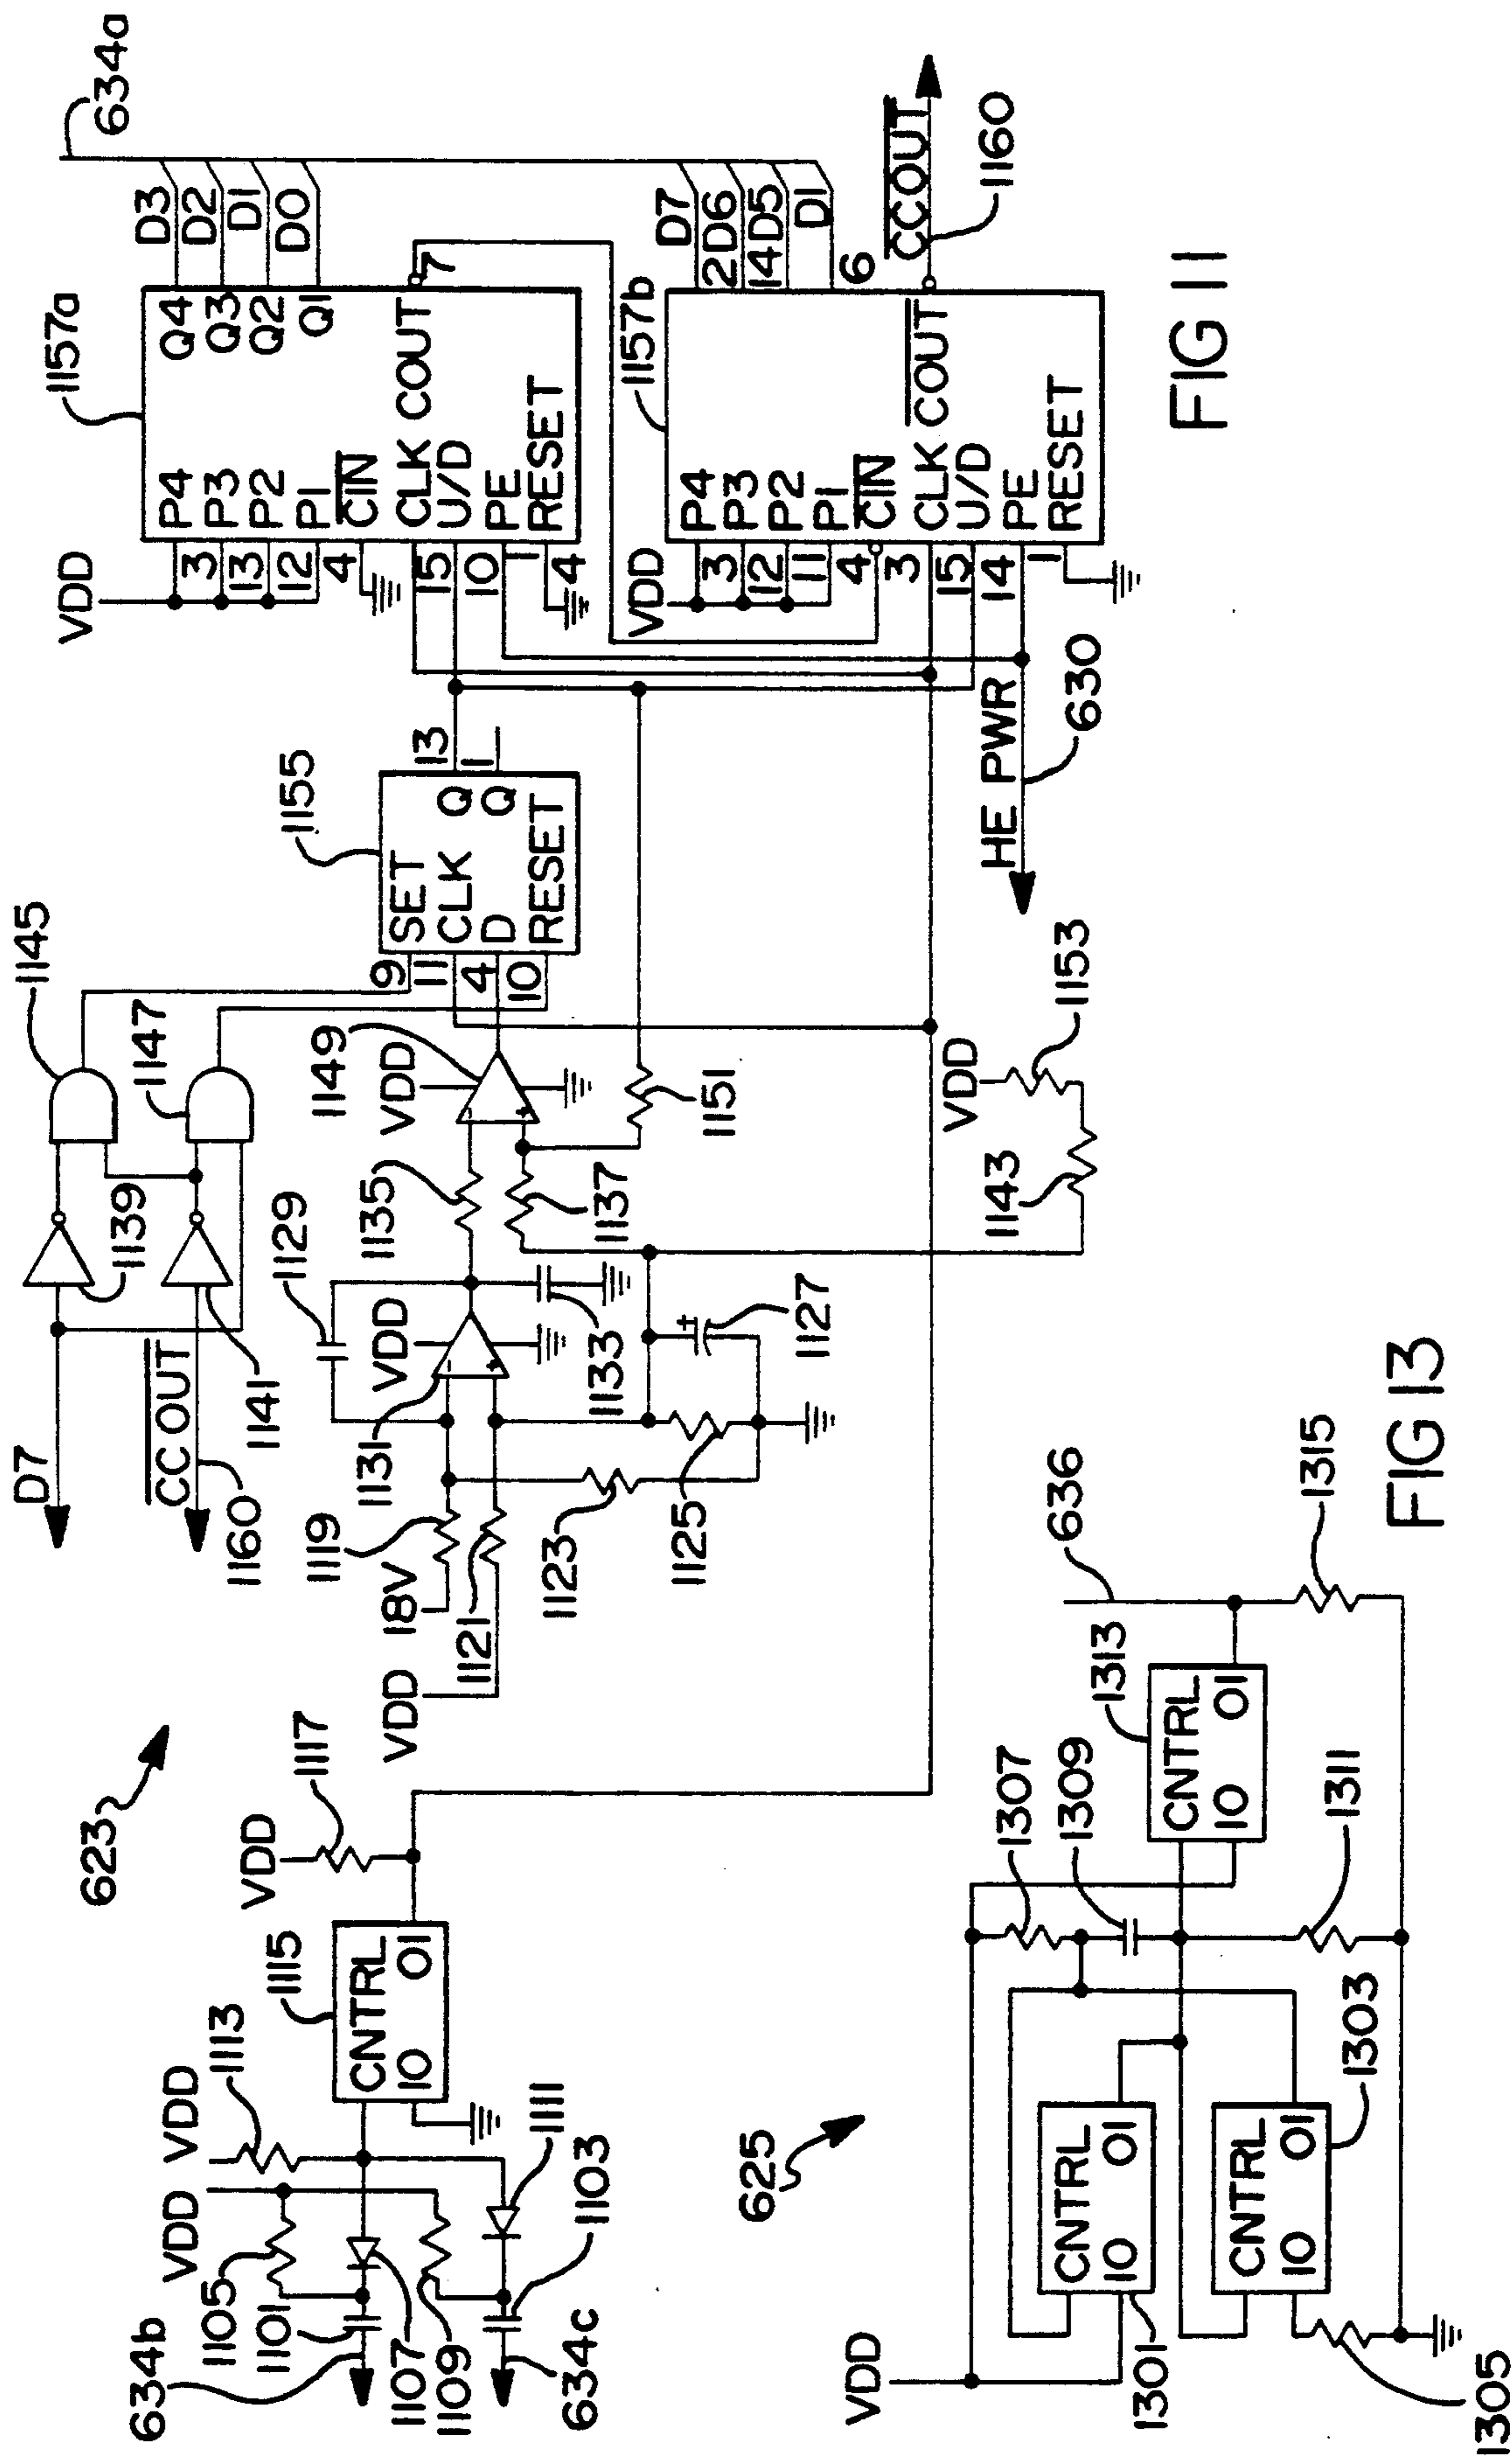 623
634b
1101
1105
VDD
VDD
1113
1107
1109
634c
1103
1111
1115
CNTRL
IO OI
VDD
1117
D7
CC OUT
1160
1139
1141
1145
1147
18V
1119
VDD
1121
1123
1125
1131
VDD
1129
1133
1127
1135
1137
1149
VDD
1151
1143
VDD
1153
1155
9 SET
11 CLK Q 13
4 D Q 1
10 RESET
HE PWR
630
VDD
1157a
P4 Q4 D3
3 P3 Q3 D2
13 P2 Q2 D1
12 P1 Q1 D0
4 CIN
15 CLK COUT 7
10 U/D
1 PE
4 RESET
634a
VDD
1157b
P4 D7
3 P3 2 D6
12 P2 14 D5
11 P1 D1
4 CIN 6
3 CLK COUT CCOUT
15 U/D
14 PE
1 RESET
1160
FIG 11
625
VDD
CNTRL
IO OI
1301
CNTRL
IO OI
1303
1305
1307
1309
1311
CNTRL
IO OI
1313
636
1315
FIG 13